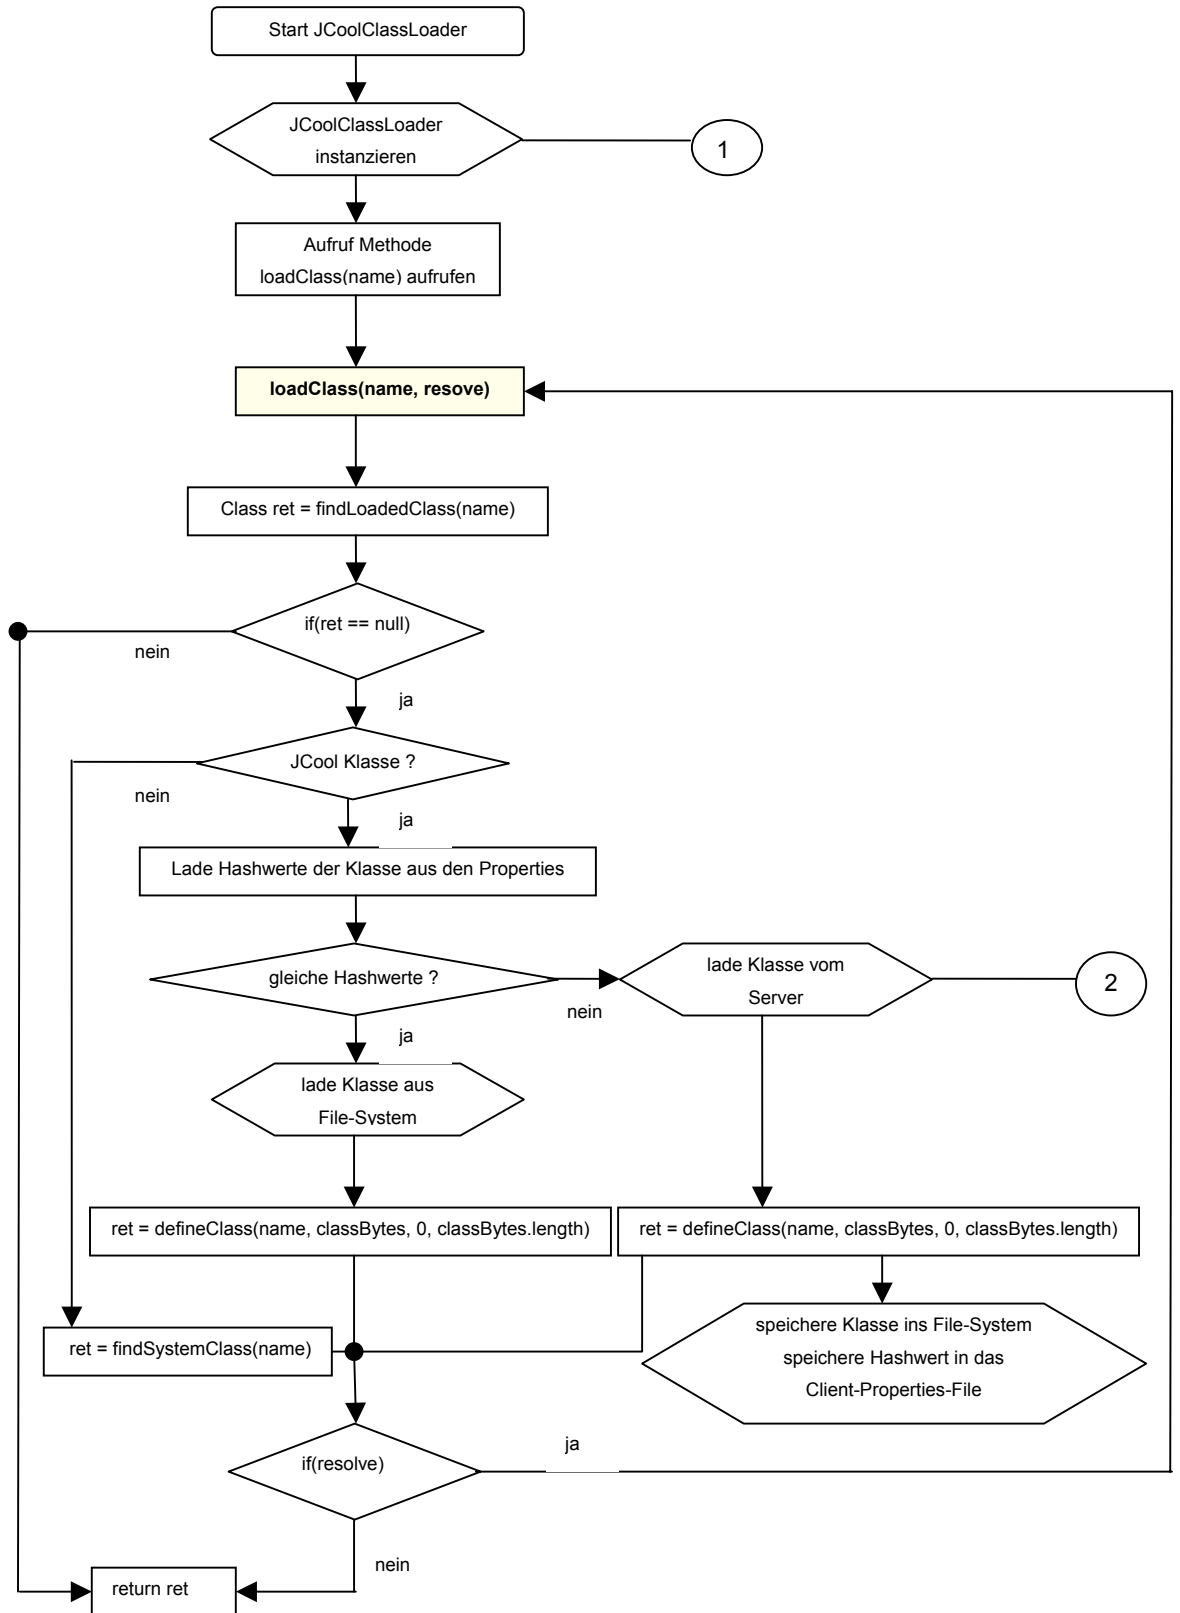 Start JCoolClassLoader
JCoolClassLoader
instanzieren
1
Aufruf Methode
loadClass(name) aufrufen
loadClass(name, resove)
Class ret = findLoadedClass(name)
if(ret == null)
nein
ja
JCool Klasse ?
nein
ja
Lade Hashwerte der Klasse aus den Properties
gleiche Hashwerte ?
nein
lade Klasse vom
Server
2
ja
lade Klasse aus
File-System
ret = defineClass(name, classBytes, 0, classBytes.length)
ret = defineClass(name, classBytes, 0, classBytes.length)
ret = findSystemClass(name)
speichere Klasse ins File-System
speichere Hashwert in das
Client-Properties-File
if(resolve)
ja
nein
return ret